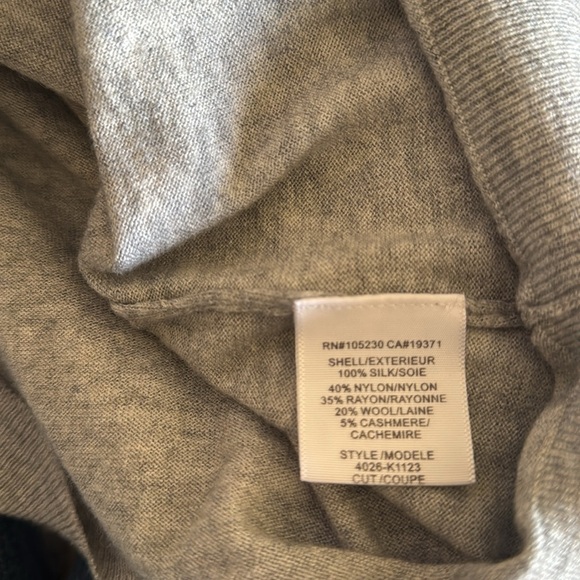 RN#105230 CA#19371
SHELL/EXTERIEUR
100% SILK/SOIE
40% NYLON/NYLON
35% RAYON/RAYONNE
20% WOOL/LAINE
5% CASHMERE/
CACHEMIRE
STYLE/MODELE
4026-K1123
CUT/COUPE